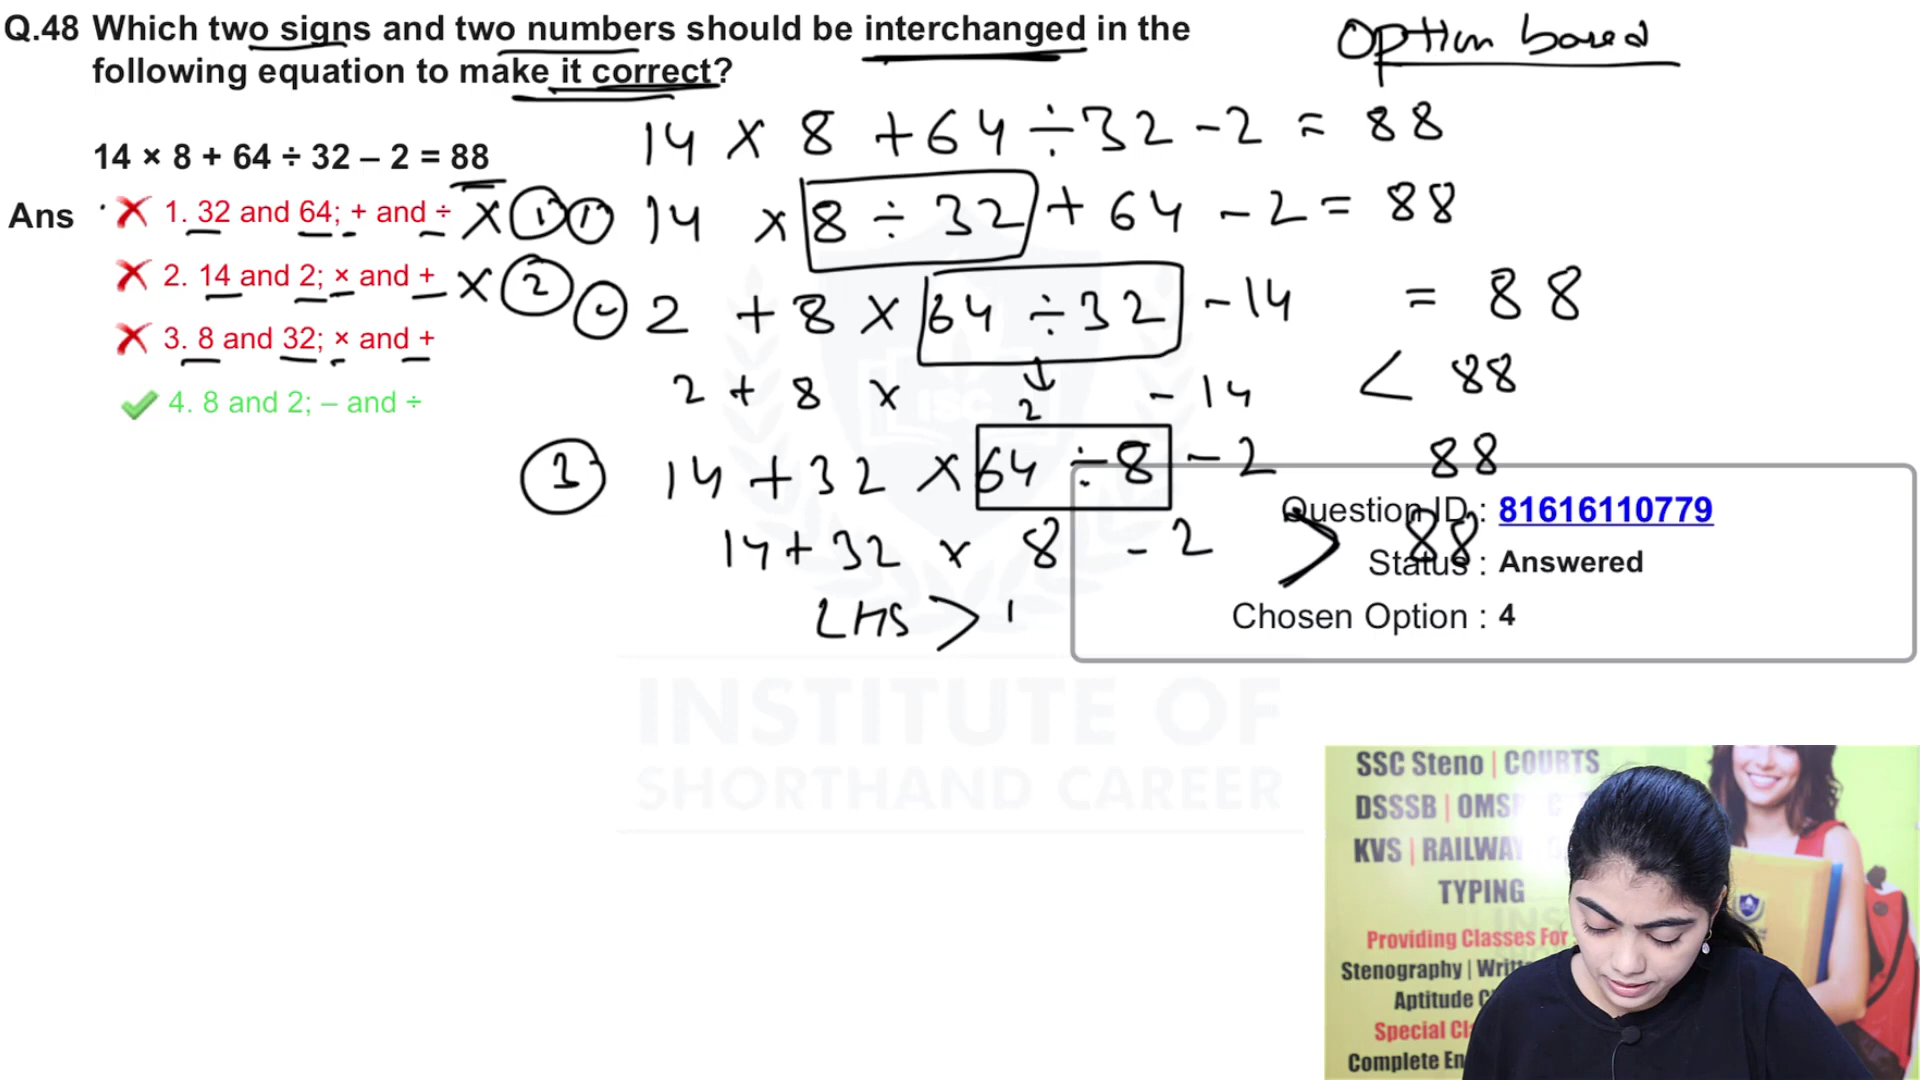 Q.48 Which two signs and two numbers should be interchanged in the
following equation to make it correct?
Option based
14 × 8 + 64 ÷ 32 – 2 = 88
14 × 8 + 64 ÷ 32 - 2 = 88
Ans
1. 32 and 64; + and ÷
× 1 1 14 × 8 ÷ 32 + 64 - 2 = 88
2. 14 and 2; × and +
× 2 2 + 8 × 64 ÷ 32 - 14 = 88
3. 8 and 32; × and +
2 + 8 × 2 - 14 < 88
4. 8 and 2; – and ÷
3 14 + 32 × 64 ÷ 8 - 2 88
14 + 32 × 8 - 2 > 88
LHS >
Question ID : 81616110779
Status : Answered
Chosen Option : 4
ISC
INSTITUTE OF
SHORTHAND CAREER
SSC Steno | COURTS
DSSSB | OMS
KVS | RAILWAY
TYPING
Providing Classes For
Stenography |
Aptitude
Special
Complete